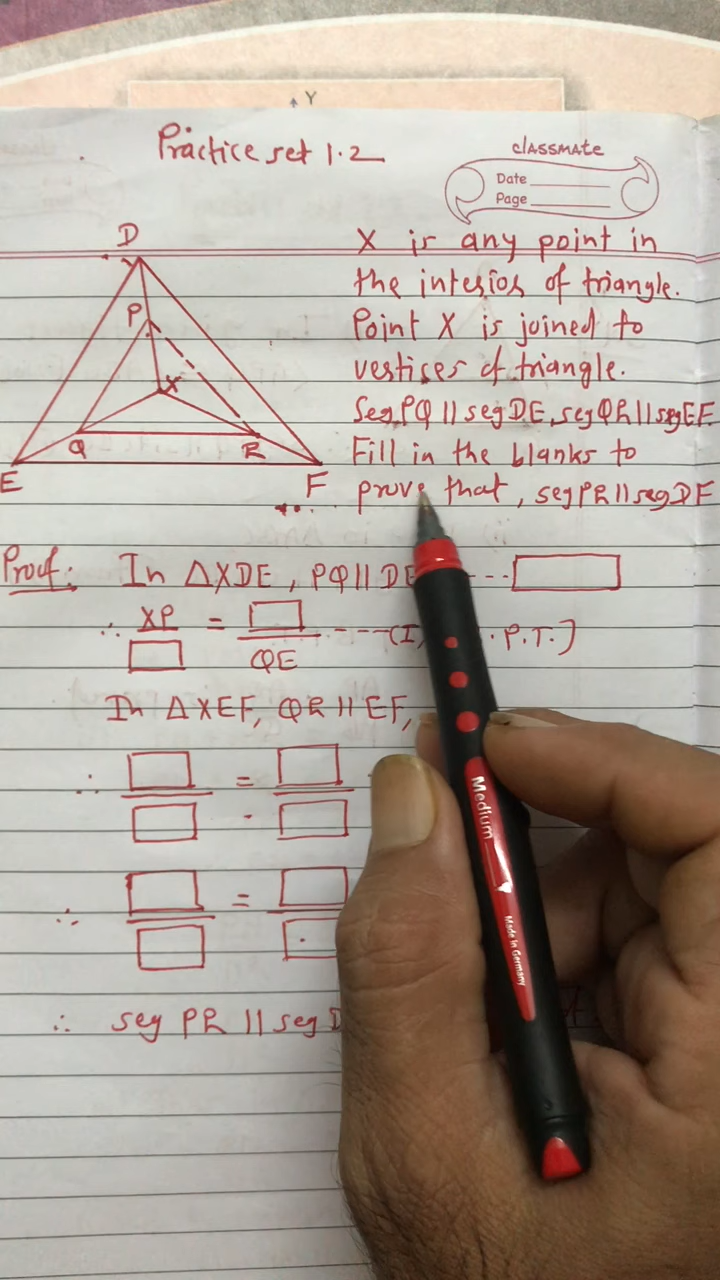 Y
Practice set 1.2
classmate
Date
Page
D
P
X
Q
R
E
F
X is any point in
the interior of triangle.
Point X is joined to
vertices of triangle.
Seg PQ || seg DE, seg QR || seg EF.
Fill in the blanks to
prove that, seg PR || seg DF
Proof: In ΔXDE, PQ || DE ---
∴ XP/□ = □/QE ---(I, . P.T.)
In ΔXEF, QR || EF,
∴ □/□ = □/□
∴ □/□ = □/□
∴ seg PR || seg D
Medium
Made in Germany